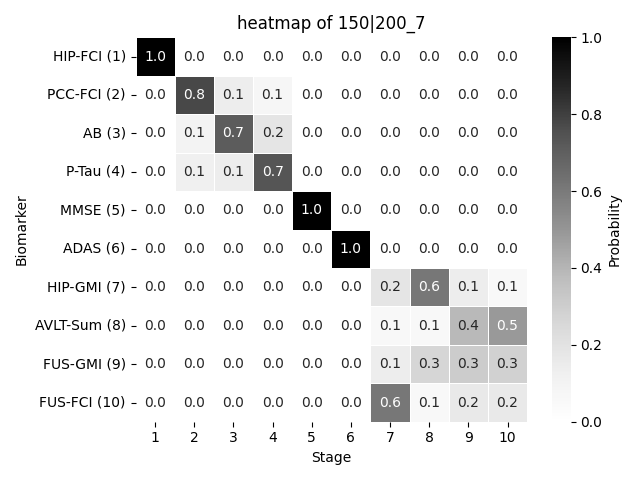 heatmap of 150|200_7
HIP-FCI (1) 1.0 0.0 0.0 0.0 0.0 0.0 0.0 0.0 0.0 0.0
PCC-FCI (2) 0.0 0.8 0.1 0.1 0.0 0.0 0.0 0.0 0.0 0.0
AB (3) 0.0 0.1 0.7 0.2 0.0 0.0 0.0 0.0 0.0 0.0
P-Tau (4) 0.0 0.1 0.1 0.7 0.0 0.0 0.0 0.0 0.0 0.0
MMSE (5) 0.0 0.0 0.0 0.0 1.0 0.0 0.0 0.0 0.0 0.0
ADAS (6) 0.0 0.0 0.0 0.0 0.0 1.0 0.0 0.0 0.0 0.0
HIP-GMI (7) 0.0 0.0 0.0 0.0 0.0 0.0 0.2 0.6 0.1 0.1
AVLT-Sum (8) 0.0 0.0 0.0 0.0 0.0 0.0 0.1 0.1 0.4 0.5
FUS-GMI (9) 0.0 0.0 0.0 0.0 0.0 0.0 0.1 0.3 0.3 0.3
FUS-FCI (10) 0.0 0.0 0.0 0.0 0.0 0.0 0.6 0.1 0.2 0.2
1 2 3 4 5 6 7 8 9 10
Stage
Biomarker
1.0
0.8
0.6
0.4
0.2
0.0
Probability